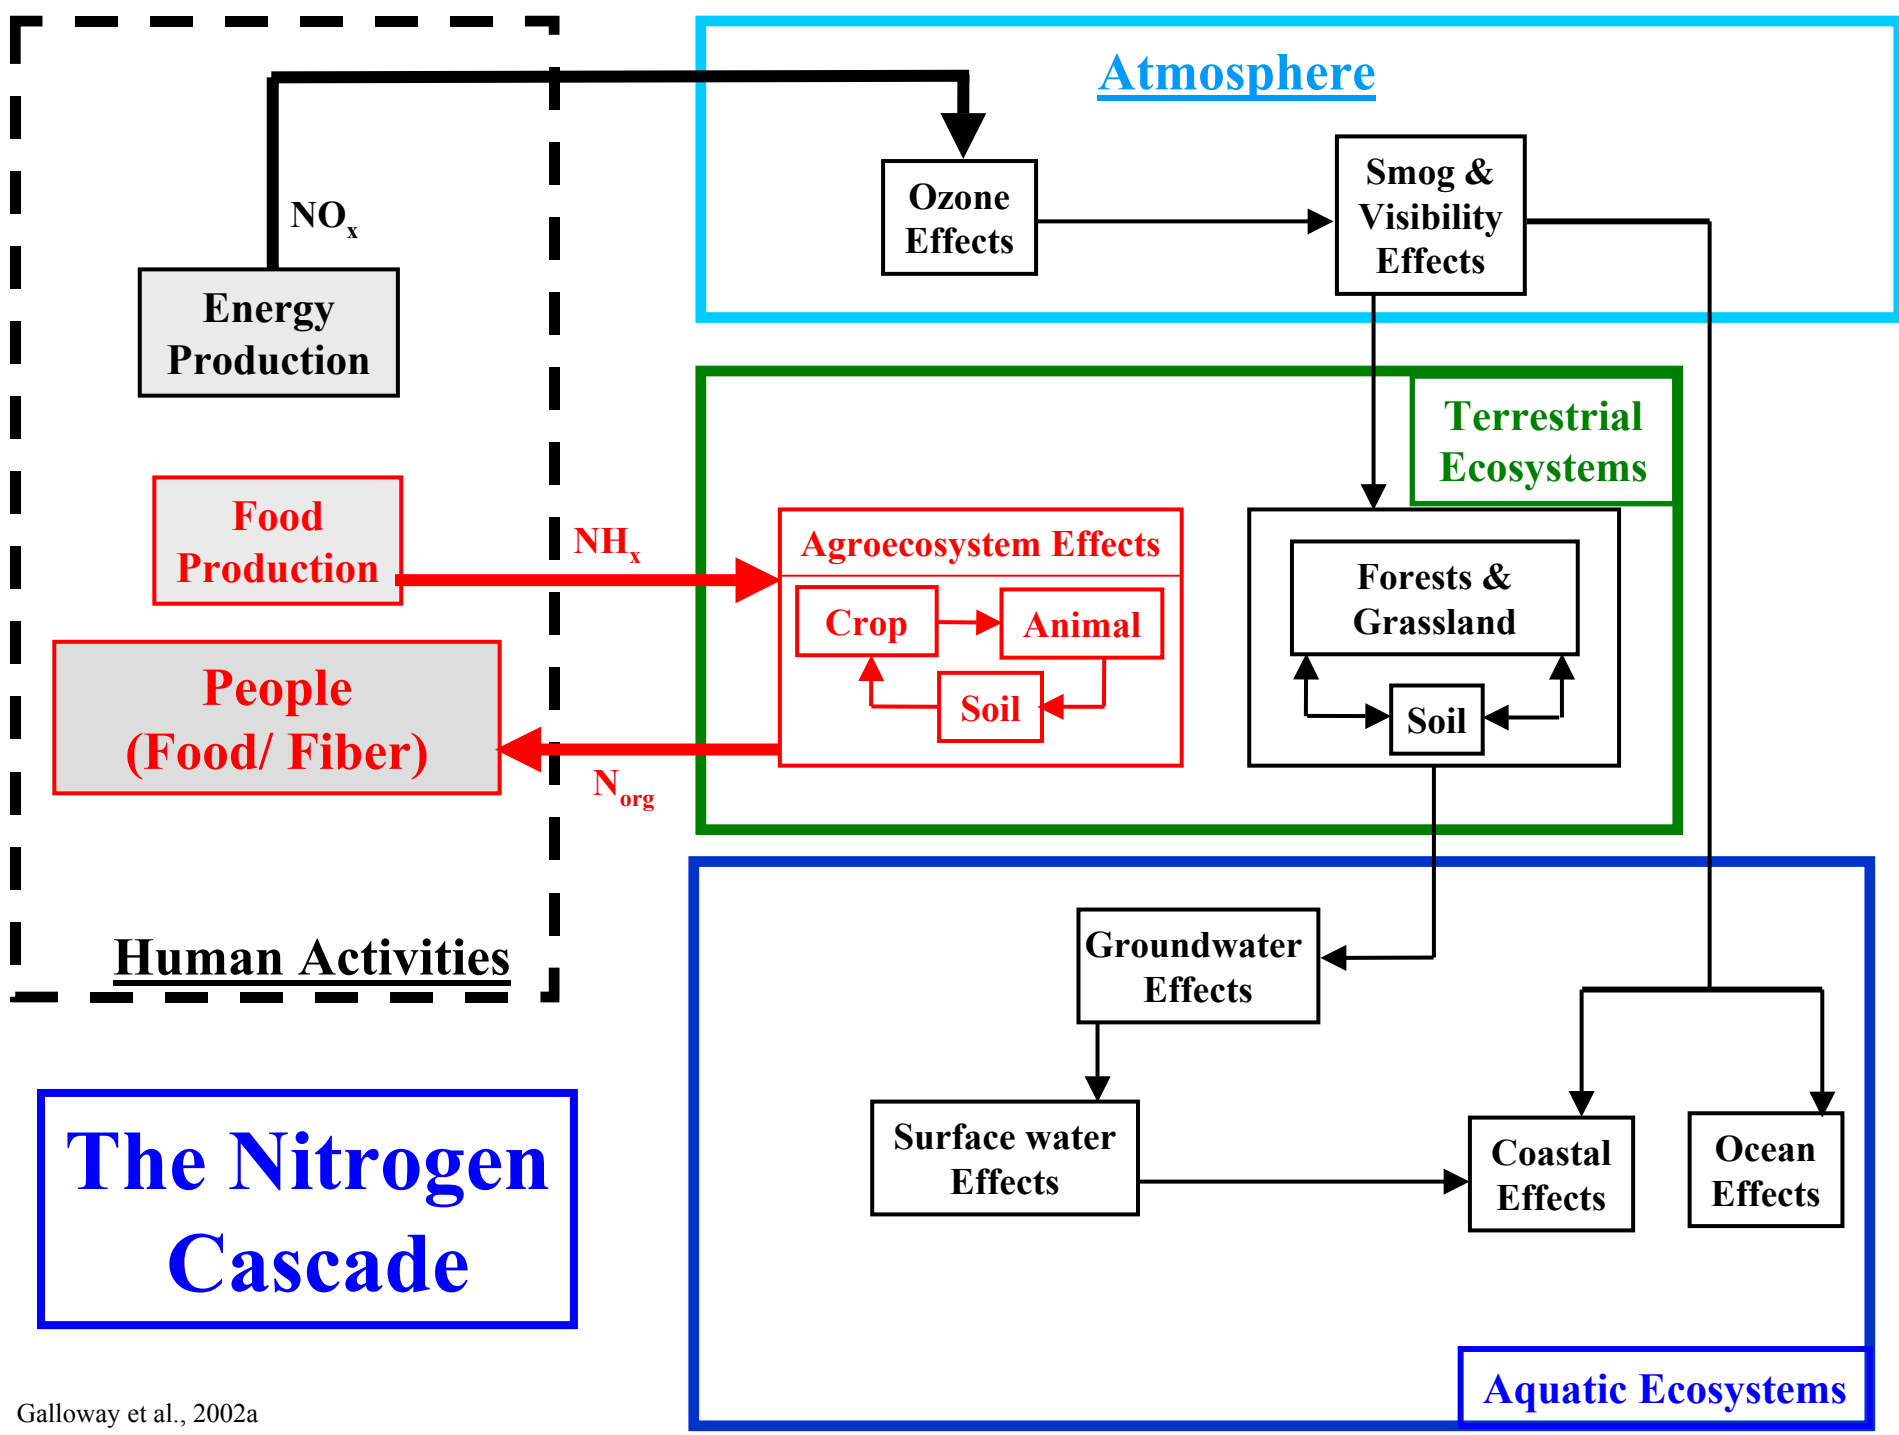 Atmosphere
NOx
Ozone
Effects
Smog &
Visibility
Effects
Energy
Production
Terrestrial
Ecosystems
Food
Production
NHx
Agroecosystem Effects
Crop
Animal
Soil
Forests &
Grassland
Soil
People
(Food/ Fiber)
Norg
Human Activities
Groundwater
Effects
Surface water
Effects
Coastal
Effects
Ocean
Effects
The Nitrogen
Cascade
Aquatic Ecosystems
Galloway et al., 2002a